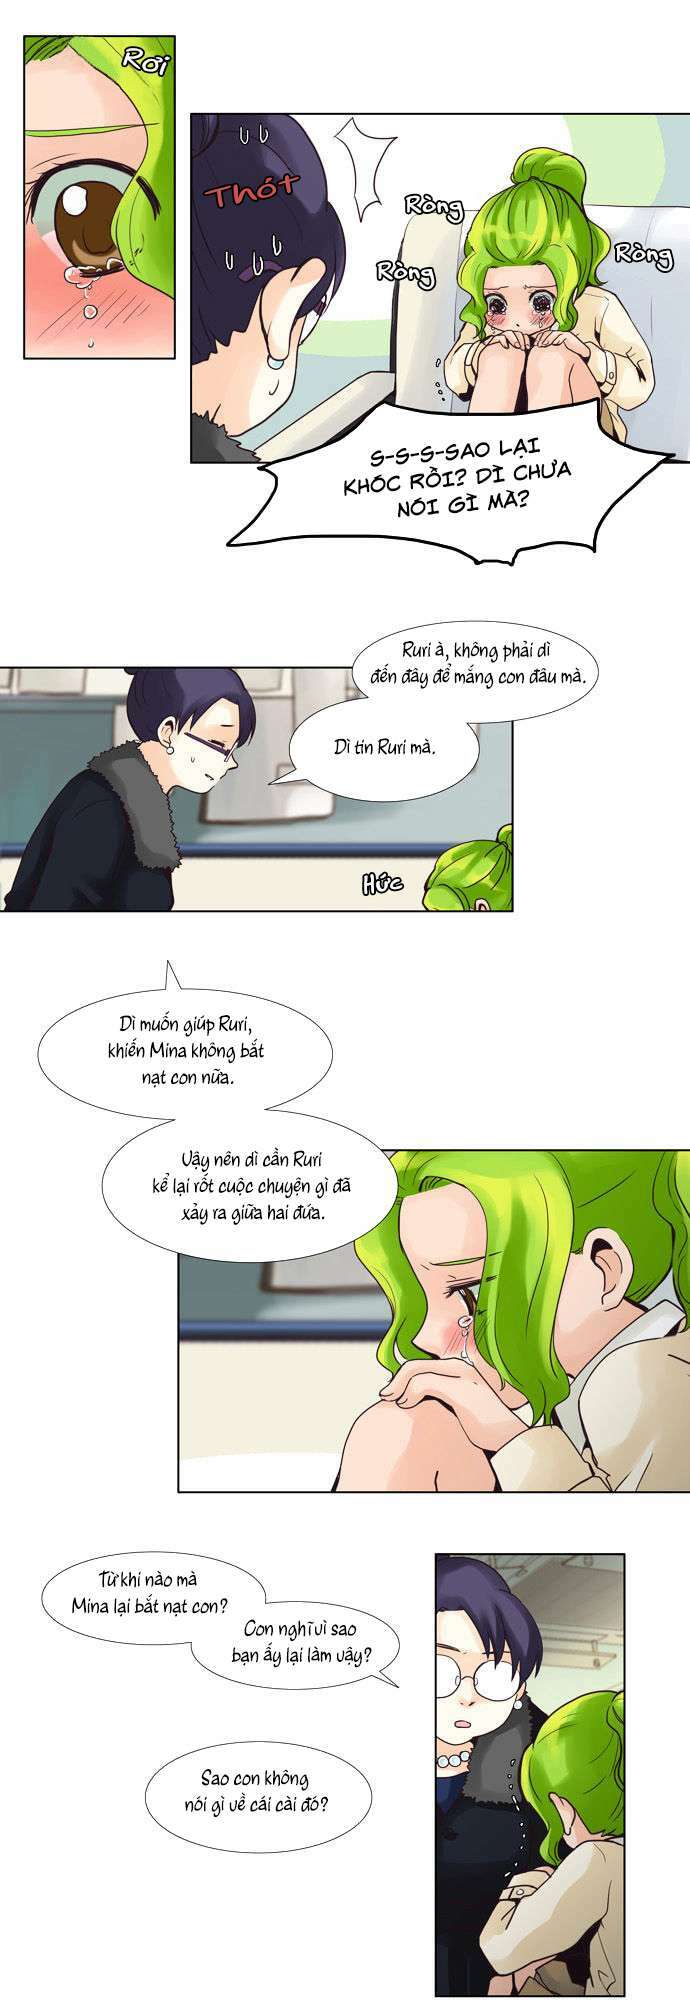 Rơi
Thót
Ròng
Ròng
Ròng
S-S-S-SAO LẠI
KHÓC RỒI? DÌ CHƯA
NÓI GÌ MÀ?
Ruri à, không phải dì
đến đây để mắng con đâu mà.
Dì tin Ruri mà.
Hức
Dì muốn giúp Ruri,
khiến Mina không bắt
nạt con nữa.
Vậy nên dì cần Ruri
kể lại rốt cuộc chuyện gì đã
xảy ra giữa hai đứa.
Từ khi nào mà
Mina lại bắt nạt con?
Con nghĩ vì sao
bạn ấy lại làm vậy?
Sao con không
nói gì về cái cài đó?